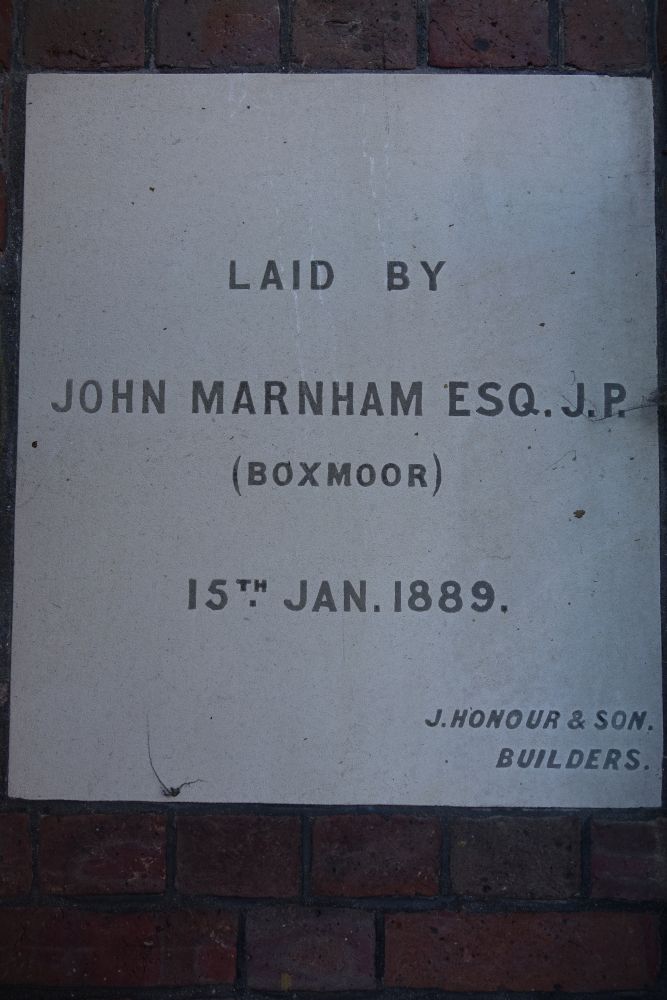 LAID BY
JOHN MARNHAM ESQ. J.P.
(BOXMOOR)
15TH. JAN. 1889.
J. HONOUR & SON.
BUILDERS.